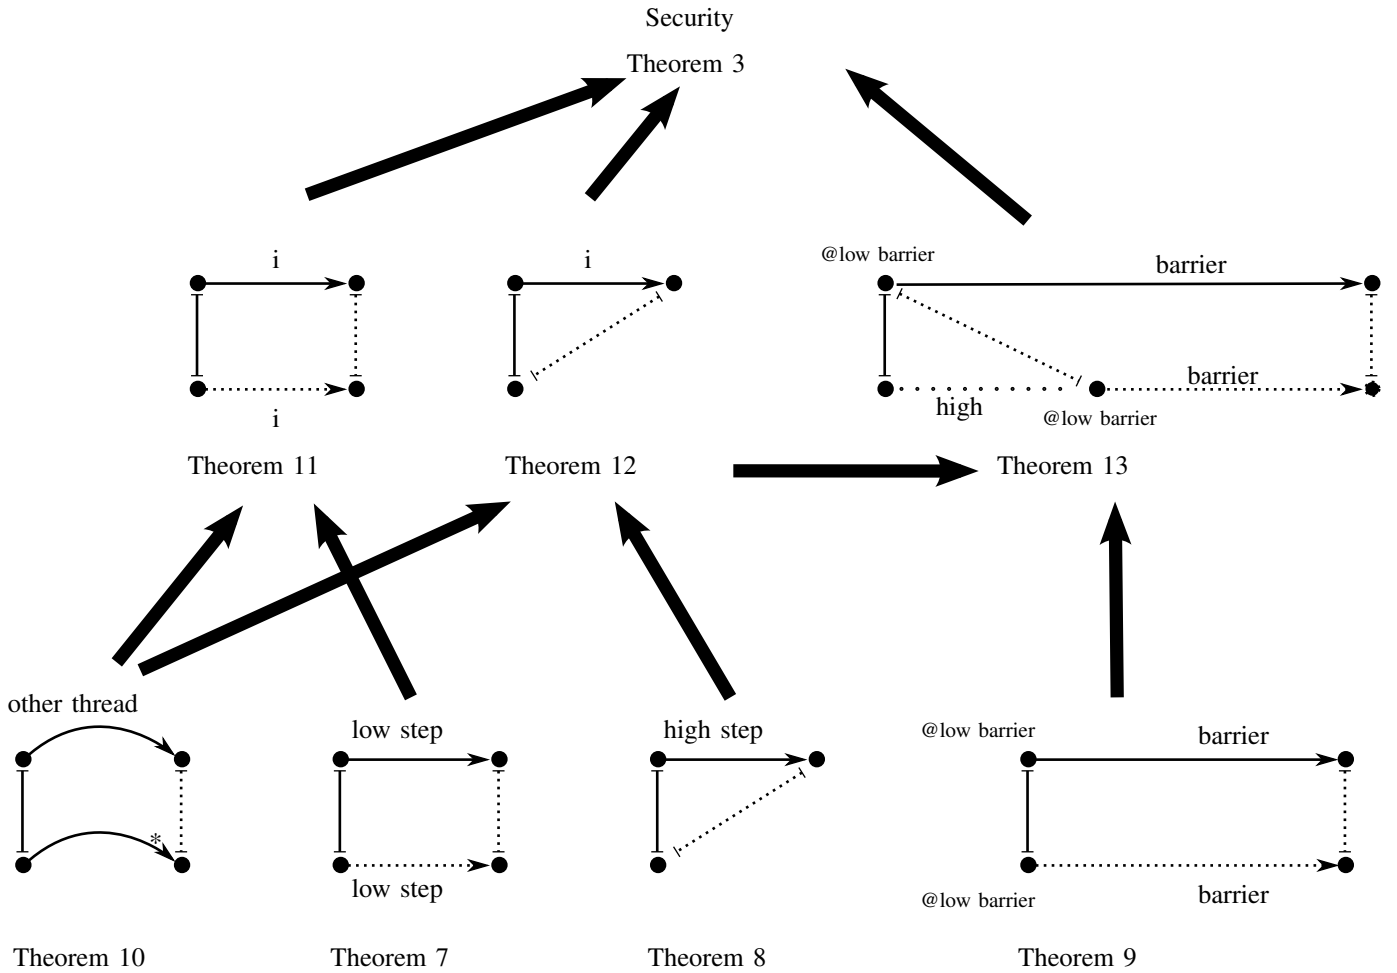 Security
Theorem 3
i
i
@low barrier
barrier
i
high
@low barrier
barrier
Theorem 11
Theorem 12
Theorem 13
other thread
*
low step
low step
high step
@low barrier
barrier
@low barrier
barrier
Theorem 10
Theorem 7
Theorem 8
Theorem 9